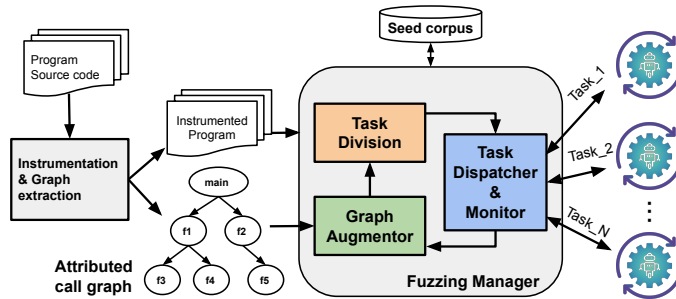 Program
Source code
Instrumentation
& Graph
extraction
Instrumented
Program
main
f1
f2
f3
f4
f5
Attributed
call graph
Seed corpus
Task
Division
Graph
Augmentor
Task
Dispatcher
&
Monitor
Fuzzing Manager
Task_1
Task_2
...
Task_N